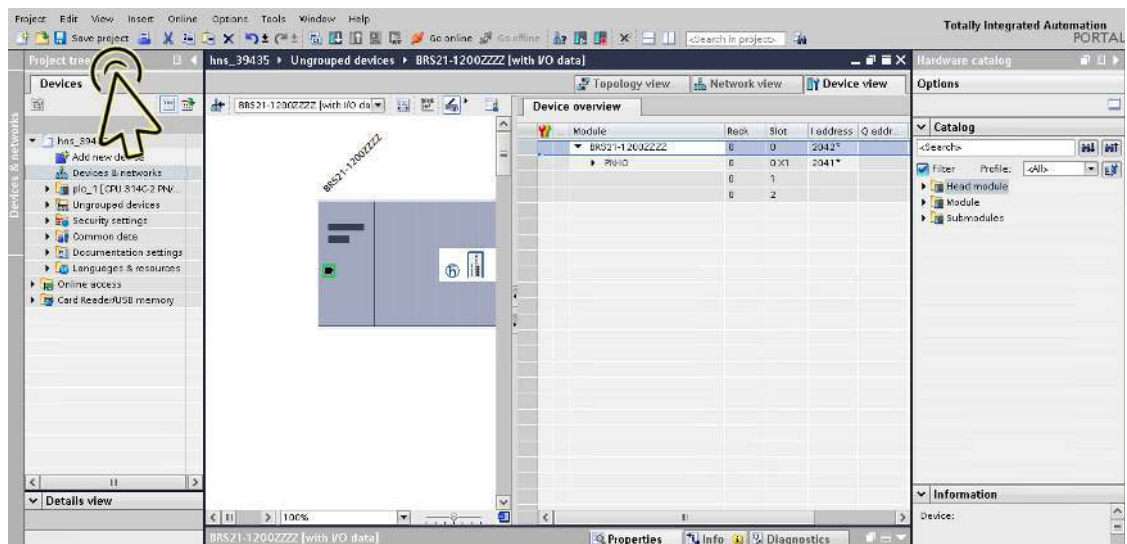 Project Edit View Insert Online Options Tools Window Help
Totally Integrated Automation
PORTAL
Save project
Go online
Go offline
<Search in project>
Project tree
hns_39435 ▸ Ungrouped devices ▸ BRS21-1200ZZZZ [with I/O data]
Hardware catalog
Devices
Topology view
Network view
Device view
Options
BRS21-1200ZZZZ [with I/O da
Device overview
Devices & networks
Module Rack Slot I address Q addr...
BRS21-1200ZZZZ 0 0 2042*
PN-IO 0 0 X1 2041*
0 1
0 2
BRS21-1200ZZZZ
Add new
Devices & networks
plc_1 [CPU 314C-2 PN/...
Ungrouped devices
Security settings
Common data
Documentation settings
Languages & resources
Online access
Card Reader/USB memory
Catalog
<Search>
Filter Profile: <All>
Head module
Module
Submodules
Details view
100%
Information
Device:
BRS21-1200ZZZZ [with I/O data]
Properties
Info
Diagnostics